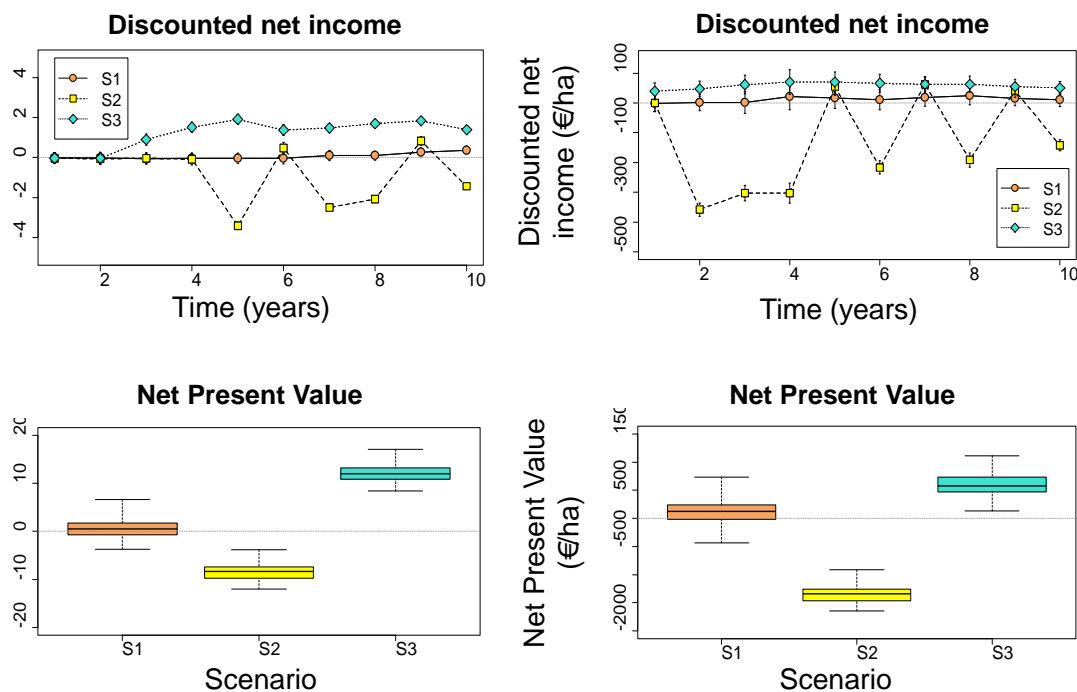 Discounted net income
4
2
0
-2
-4
S1
S2
S3
2 4 6 8 10
Time (years)
Discounted net income
Discounted net
income (€/ha)
100
-100
-300
-500
S1
S2
S3
2 4 6 8 10
Time (years)
Net Present Value
20
10
0
-10
-20
S1 S2 S3
Scenario
Net Present Value
Net Present Value
(€/ha)
150
500
-500
-2000
S1 S2 S3
Scenario